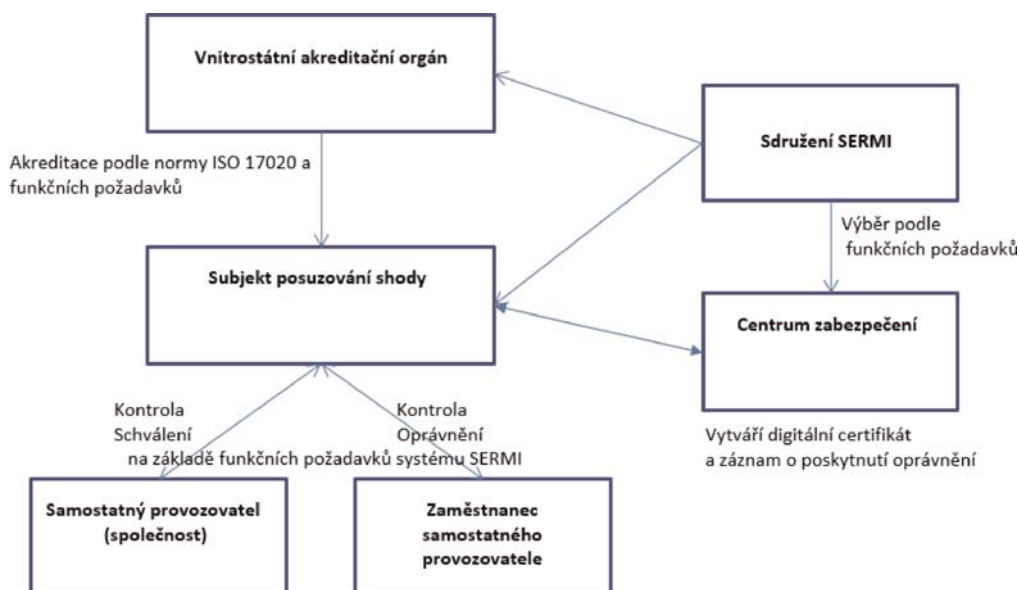 Vnitrostátní akreditační orgán
Sdružení SERMI
Akreditace podle normy ISO 17020 a
funkčních požadavků
Výběr podle
funkčních požadavků
Subjekt posuzování shody
Centrum zabezpečení
Kontrola
Schválení
Kontrola
Oprávnění
na základě funkčních požadavků systému SERMI
Vytváří digitální certifikát
a záznam o poskytnutí oprávnění
Samostatný provozovatel
(společnost)
Zaměstnanec
samostatného
provozovatele